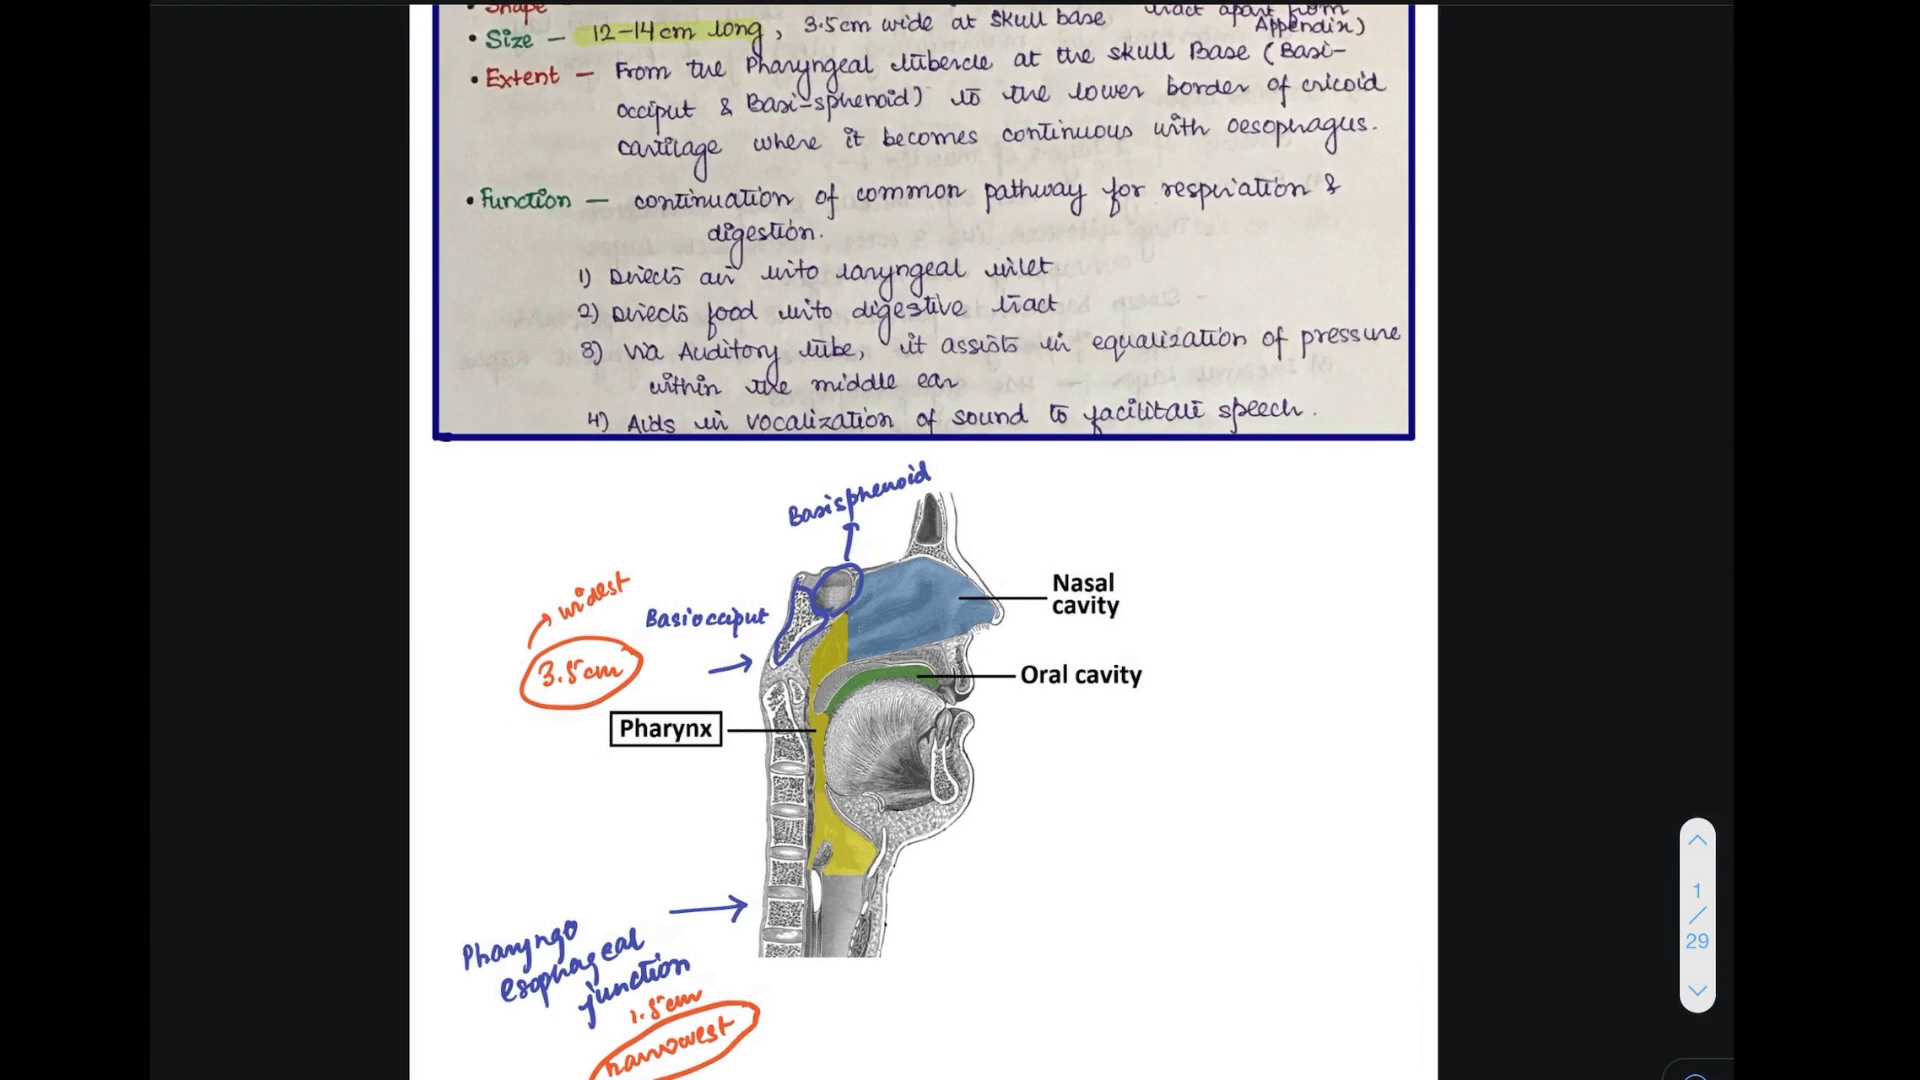 • Shape
tract apart from
• Size – 12–14cm long, 3.5cm wide at skull base
Appendix)
• Extent – From the Pharyngeal tubercle at the skull Base (Basi-
occiput & Basi-sphenoid) to the lower border of cricoid
cartilage where it becomes continuous with oesophagus.
• Function – continuation of common pathway for respiration &
digestion.
1) Directs air into laryngeal inlet
2) Directs food into digestive tract
3) Via Auditory tube, it assists in equalization of pressure
within the middle ear
4) Aids in vocalization of sound to facilitate speech.
Basisphenoid
Nasal
cavity
widest
Basiocciput
3.5cm
Oral cavity
Pharynx
Pharyngo
esophageal
junction
1.5cm
narrowest
1
/
29